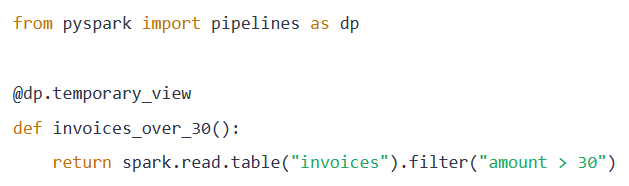 from pyspark import pipelines as dp
@dp.temporary_view
def invoices_over_30():
    return spark.read.table("invoices").filter("amount > 30")